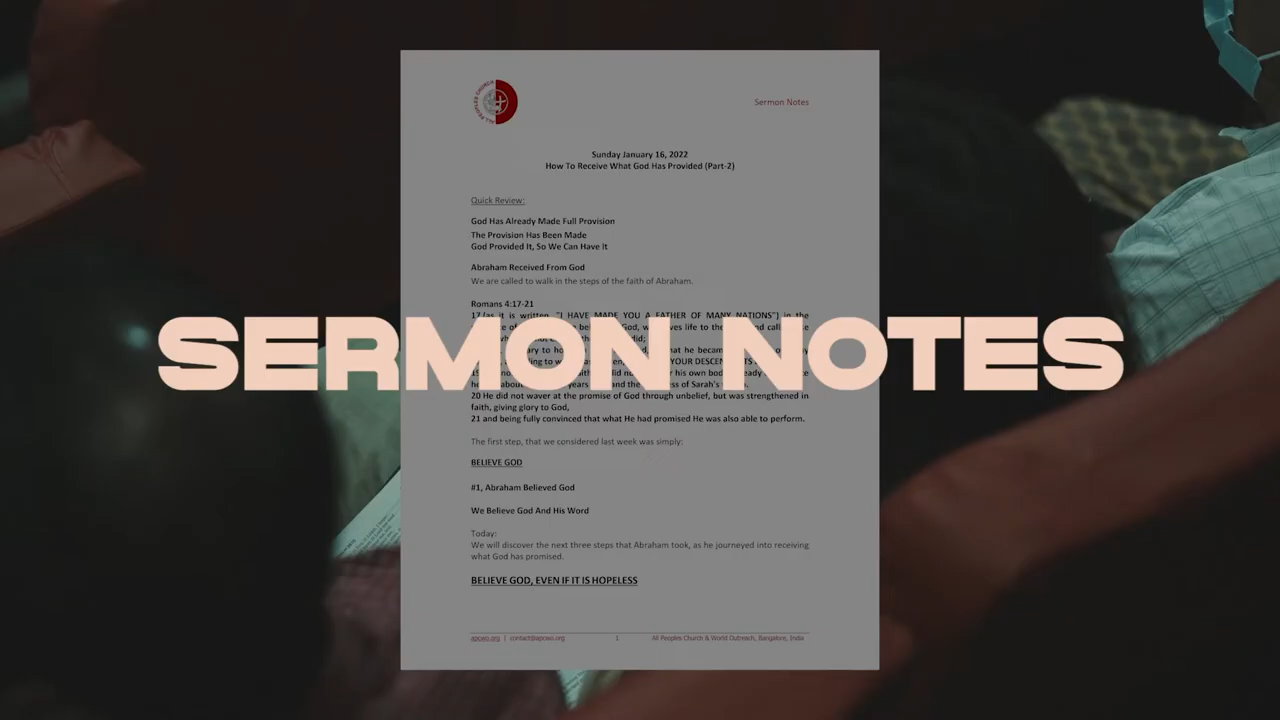 ALL PEOPLES CHURCH
Sermon Notes
Sunday January 16, 2022
How To Receive What God Has Provided (Part-2)
Quick Review:
God Has Already Made Full Provision
The Provision Has Been Made
God Provided It, So We Can Have It
Abraham Received From God
We are called to walk in the steps of the faith of Abraham.
Romans 4:17-21
17 (as it is written, "I HAVE MADE YOU A FATHER OF MANY NATIONS") in the
SERMON NOTES
20 He did not waver at the promise of God through unbelief, but was strengthened in
faith, giving glory to God,
21 and being fully convinced that what He had promised He was also able to perform.
The first step, that we considered last week was simply:
BELIEVE GOD
#1, Abraham Believed God
We Believe God And His Word
Today:
We will discover the next three steps that Abraham took, as he journeyed into receiving
what God has promised.
BELIEVE GOD, EVEN IF IT IS HOPELESS
apcwo.org | contact@apcwo.org 1 All Peoples Church & World Outreach, Bangalore, India